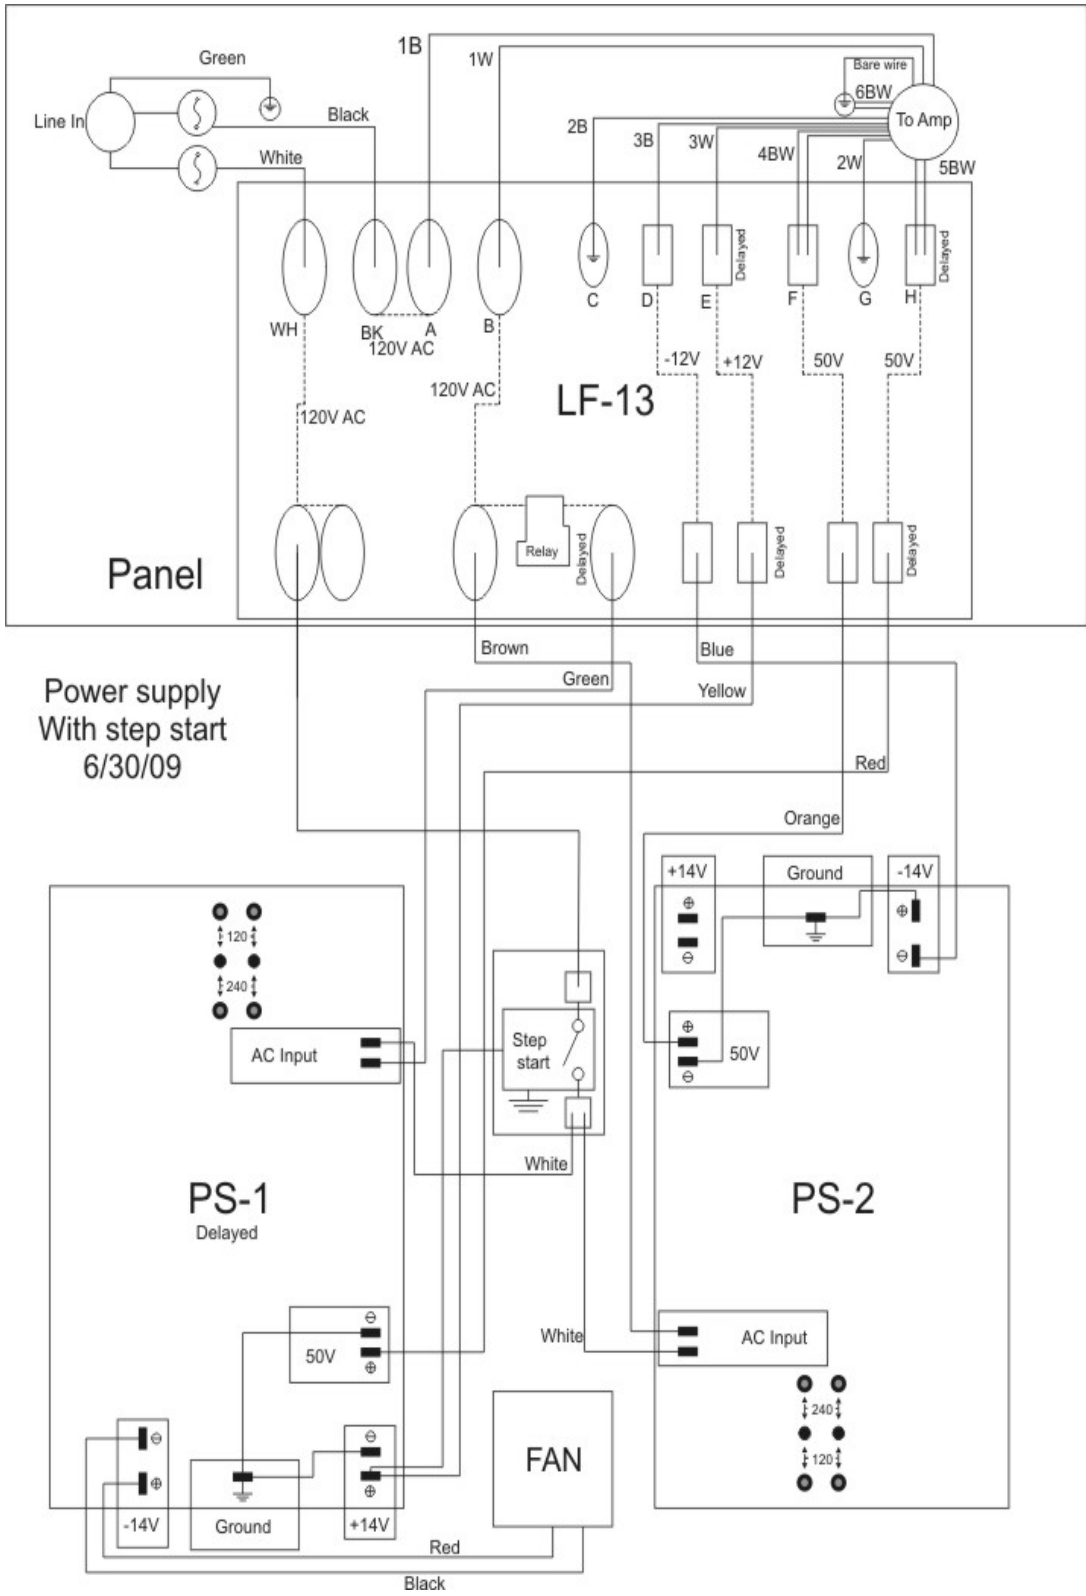 1B
1W
Green
Bare wire
6BW
Line In
Black
To Amp
2B
3B
3W
4BW
2W
5BW
White
Delayed
Delayed
WH
BK
A
B
C
D
E
F
G
H
120V AC
-12V
+12V
50V
50V
120V AC
120V AC
LF-13
Relay
Delayed
Delayed
Delayed
Panel
Brown
Blue
Green
Yellow
Power supply
With step start
6/30/09
Red
Orange
+14V
Ground
-14V
120
240
Step
start
AC Input
50V
White
PS-1
Delayed
PS-2
White
AC Input
50V
240
120
FAN
-14V
Ground
+14V
Red
Black